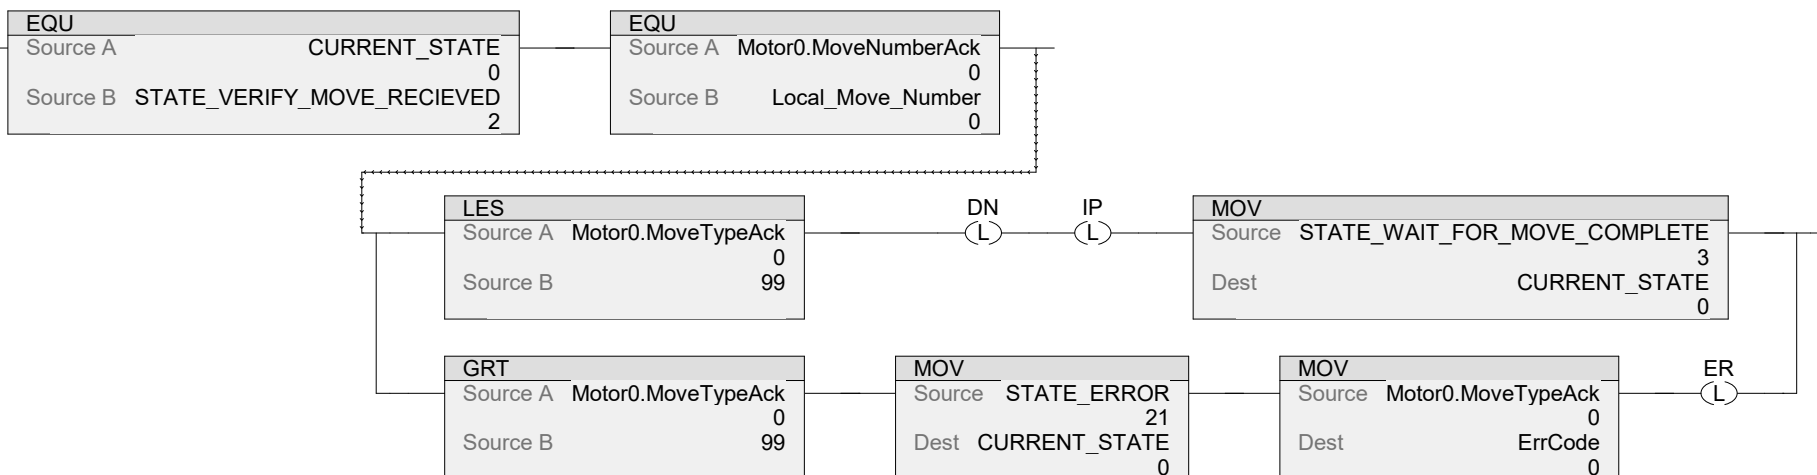 EQU
Source A CURRENT_STATE
0
Source B STATE_VERIFY_MOVE_RECIEVED
2
EQU
Source A Motor0.MoveNumberAck
0
Source B Local_Move_Number
0
LES
Source A Motor0.MoveTypeAck
0
Source B 99
DN
L
IP
L
MOV
Source STATE_WAIT_FOR_MOVE_COMPLETE
3
Dest CURRENT_STATE
0
GRT
Source A Motor0.MoveTypeAck
0
Source B 99
MOV
Source STATE_ERROR
21
Dest CURRENT_STATE
0
MOV
Source Motor0.MoveTypeAck
0
Dest ErrCode
0
ER
L